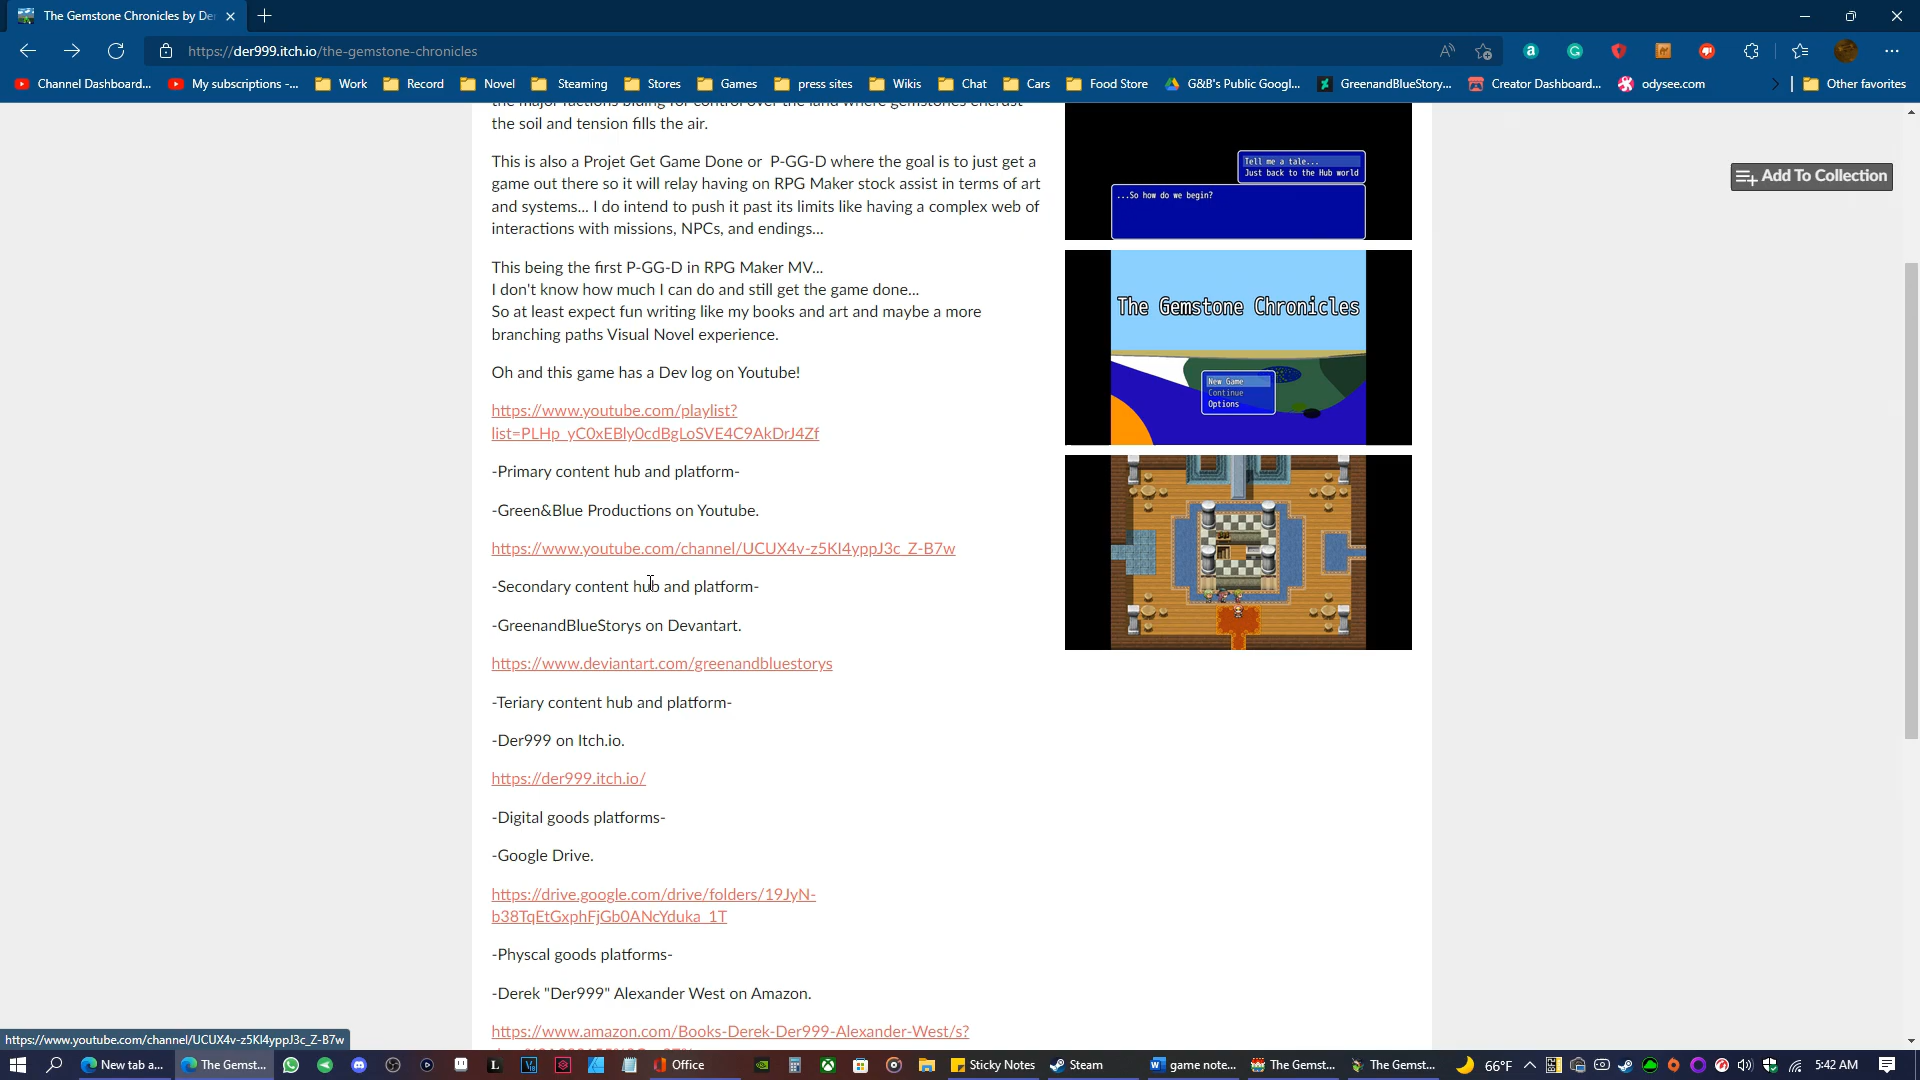 The Gemstone Chronicles by De
https://der999.itch.io/the-gemstone-chronicles
Channel Dashboard...
My subscriptions -...
Work
Record
Novel
Steaming
Stores
Games
press sites
Wikis
Chat
Cars
Food Store
G&B's Public Googl...
GreenandBlueStory...
Creator Dashboard...
odysee.com
Other favorites
the major factions biding for control over the land where gemstones encrust
the soil and tension fills the air.
This is also a Projet Get Game Done or P-GG-D where the goal is to just get a
game out there so it will relay having on RPG Maker stock assist in terms of art
and systems... I do intend to push it past its limits like having a complex web of
interactions with missions, NPCs, and endings...
This being the first P-GG-D in RPG Maker MV...
I don't know how much I can do and still get the game done...
So at least expect fun writing like my books and art and maybe a more
branching paths Visual Novel experience.
Oh and this game has a Dev log on Youtube!
https://www.youtube.com/playlist?
list=PLHp_yC0xEBly0cdBgLoSVE4C9AkDrJ4Zf
-Primary content hub and platform-
-Green&Blue Productions on Youtube.
https://www.youtube.com/channel/UCUX4v-z5KI4yppJ3c_Z-B7w
-Secondary content hub and platform-
-GreenandBlueStorys on Devantart.
https://www.deviantart.com/greenandbluestorys
-Teriary content hub and platform-
-Der999 on Itch.io.
https://der999.itch.io/
-Digital goods platforms-
-Google Drive.
https://drive.google.com/drive/folders/19JyN-
b38TqEtGxphFjGb0ANcYduka_1T
-Physcal goods platforms-
-Derek "Der999" Alexander West on Amazon.
https://www.amazon.com/Books-Derek-Der999-Alexander-West/s?
Tell me a tale...
Just back to the Hub world
...So how do we begin?
The Gemstone Chronicles
New Game
Continue
Options
Add To Collection
https://www.youtube.com/channel/UCUX4v-z5KI4yppJ3c_Z-B7w
New tab a...
The Gemst...
Office
Sticky Notes
Steam
game note...
The Gemst...
The Gemst...
66°F
5:42 AM